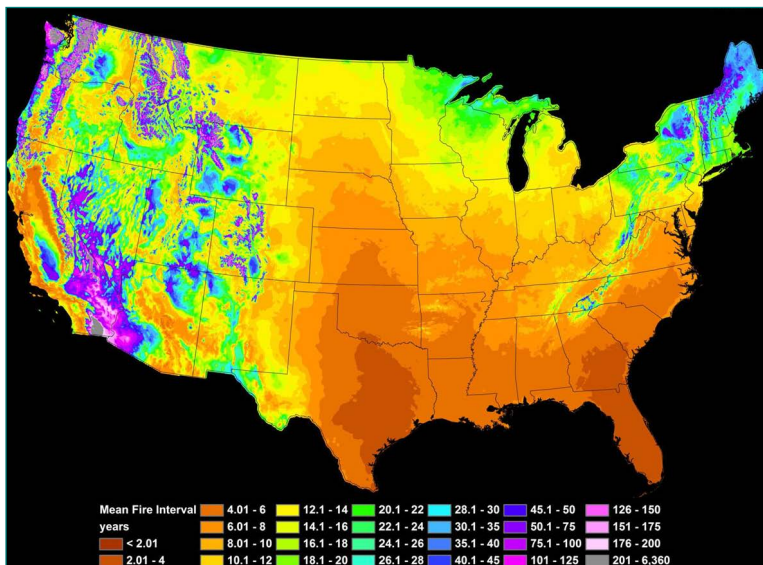 Mean Fire Interval
years
< 2.01
2.01 - 4
4.01 - 6
6.01 - 8
8.01 - 10
10.1 - 12
12.1 - 14
14.1 - 16
16.1 - 18
18.1 - 20
20.1 - 22
22.1 - 24
24.1 - 26
26.1 - 28
28.1 - 30
30.1 - 35
35.1 - 40
40.1 - 45
45.1 - 50
50.1 - 75
75.1 - 100
101 - 125
126 - 150
151 - 175
176 - 200
201 - 6,360